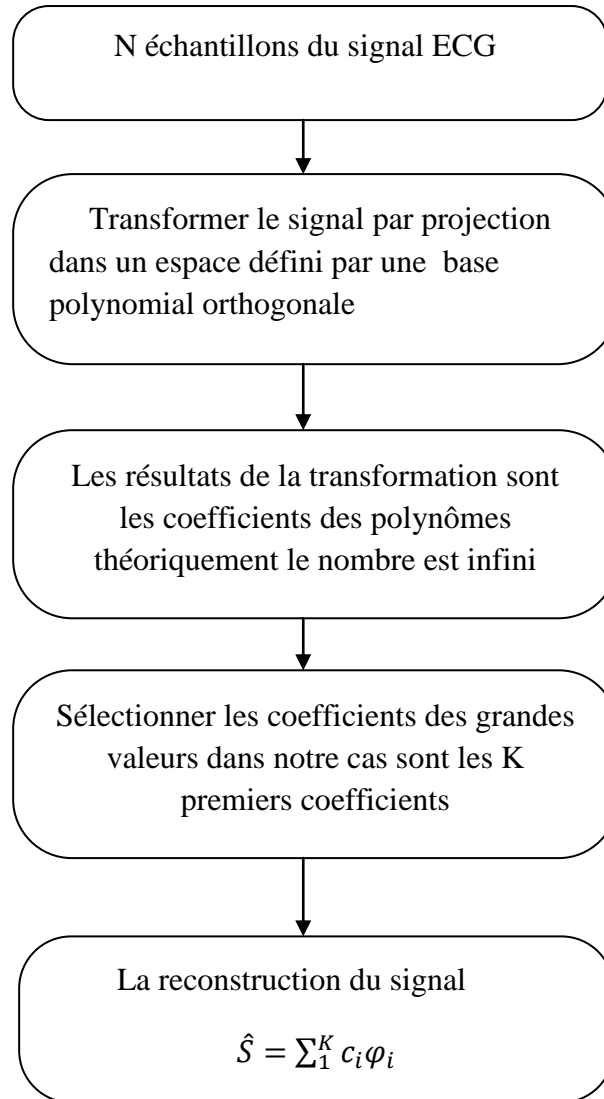 N échantillons du signal ECG
Transformer le signal par projection
dans un espace défini par une base
polynomial orthogonale
Les résultats de la transformation sont
les coefficients des polynômes
théoriquement le nombre est infini
Sélectionner les coefficients des grandes
valeurs dans notre cas sont les K
premiers coefficients
La reconstruction du signal
Ŝ = ∑₁ᴷ cᵢφᵢ